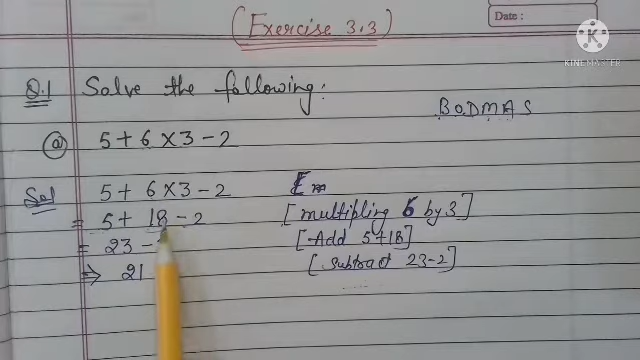 Date :
(Exercise 3.3)
KINEMASTER
Q.1 Solve the following:
BODMAS
(a) 5 + 6 × 3 - 2
Sol 5 + 6 × 3 - 2
= 5 + 18 - 2 [multipling 6 by 3]
= 23 - [Add 5+18]
⇒ 21 [subtract 23-2]